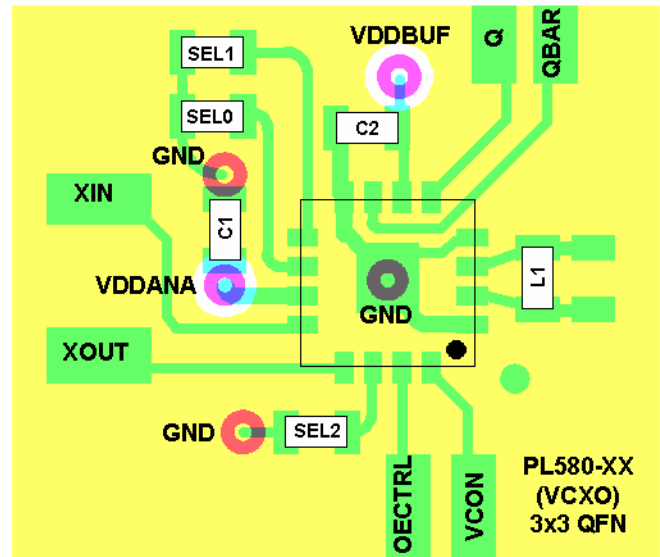 SEL1
VDDBUF
Q
QBAR
SEL0
C2
GND
XIN
C1
VDDANA
L1
GND
XOUT
GND
SEL2
OECTRL
VCON
PL580-XX
(VCXO)
3x3 QFN